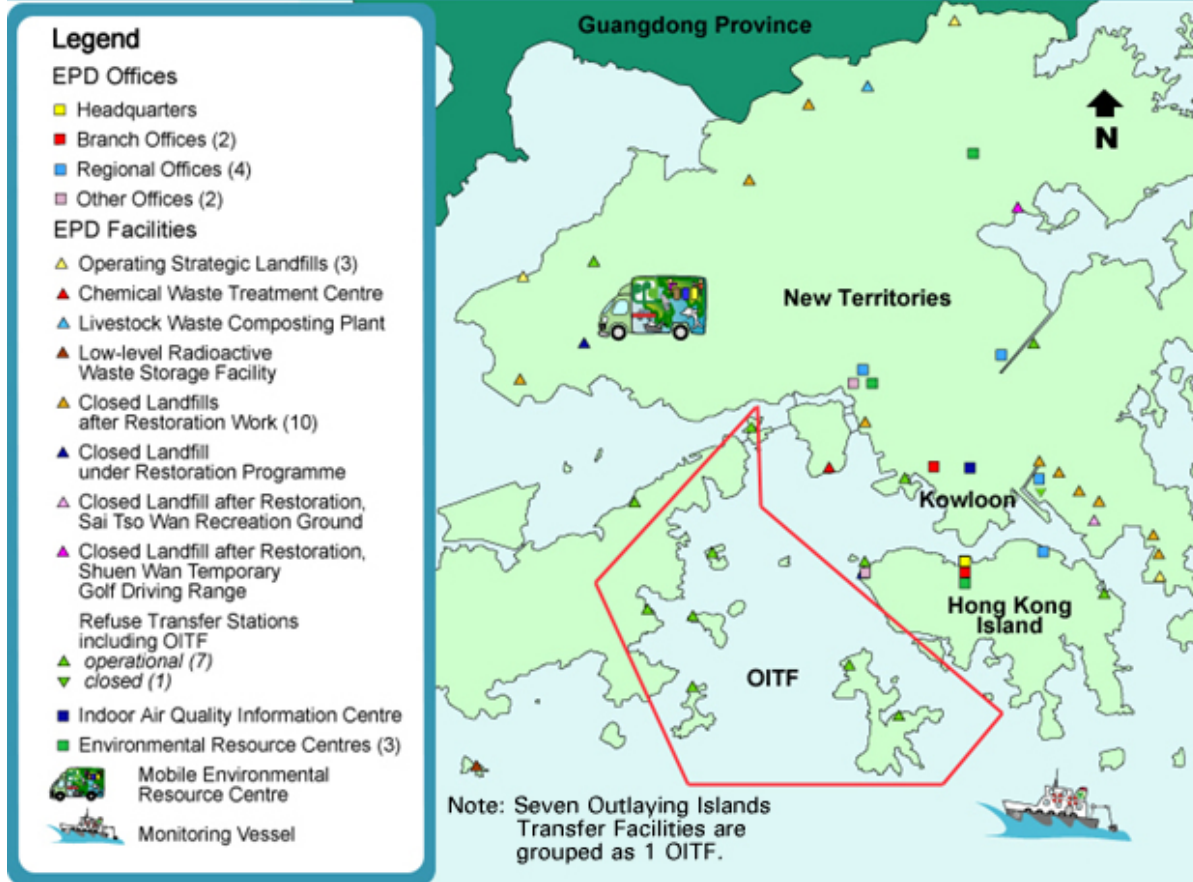 Legend
EPD Offices
Headquarters
Branch Offices (2)
Regional Offices (4)
Other Offices (2)
EPD Facilities
Operating Strategic Landfills (3)
Chemical Waste Treatment Centre
Livestock Waste Composting Plant
Low-level Radioactive
Waste Storage Facility
Closed Landfills
after Restoration Work (10)
Closed Landfill
under Restoration Programme
Closed Landfill after Restoration,
Sai Tso Wan Recreation Ground
Closed Landfill after Restoration,
Shuen Wan Temporary
Golf Driving Range
Refuse Transfer Stations
including OITF
operational (7)
closed (1)
Indoor Air Quality Information Centre
Environmental Resource Centres (3)
Mobile Environmental
Resource Centre
Monitoring Vessel
Guangdong Province
N
New Territories
Kowloon
Hong Kong
Island
OITF
Note: Seven Outlaying Islands
Transfer Facilities are
grouped as 1 OITF.